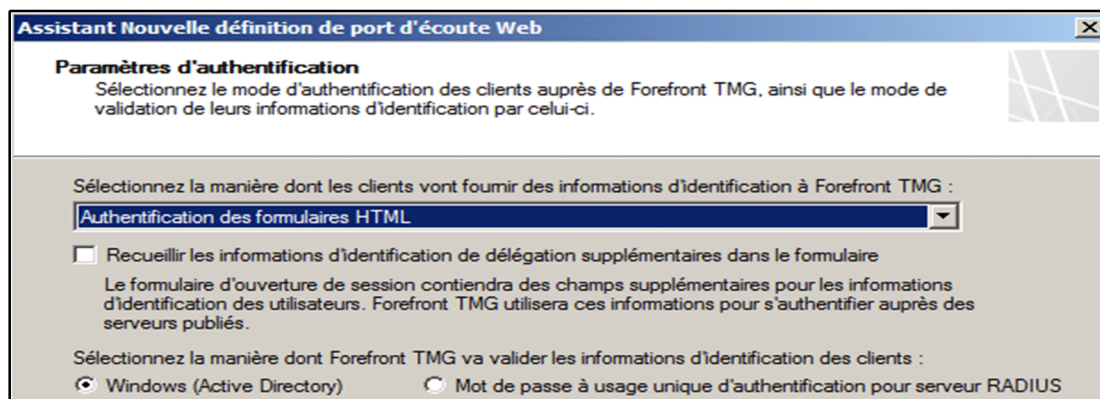 Assistant Nouvelle définition de port d'écoute Web
Paramètres d'authentification
Sélectionnez le mode d'authentification des clients auprès de Forefront TMG, ainsi que le mode de
validation de leurs informations d'identification par celui-ci.
Sélectionnez la manière dont les clients vont fournir des informations d'identification à Forefront TMG :
Authentification des formulaires HTML
Recueillir les informations d'identification de délégation supplémentaires dans le formulaire
Le formulaire d'ouverture de session contiendra des champs supplémentaires pour les informations
d'identification des utilisateurs. Forefront TMG utilisera ces informations pour s'authentifier auprès des
serveurs publiés.
Sélectionnez la manière dont Forefront TMG va valider les informations d'identification des clients :
Windows (Active Directory) Mot de passe à usage unique d'authentification pour serveur RADIUS